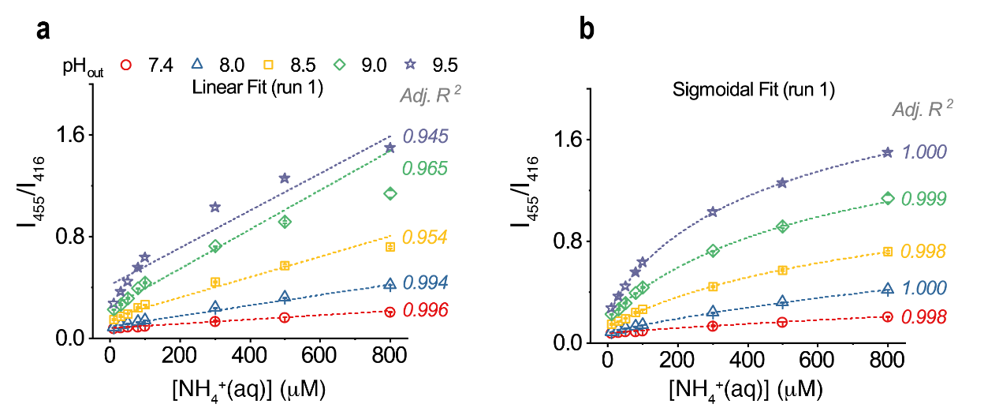 a
pHout 7.4 8.0 8.5 9.0 9.5
Linear Fit (run 1)
Adj. R 2
I455/I416
1.6
0.8
0.0
0.945
0.965
0.954
0.994
0.996
0 200 400 600 800
[NH4+(aq)] (μM)
b
Sigmoidal Fit (run 1)
Adj. R 2
I455/I416
1.6
0.8
0.0
1.000
0.999
0.998
1.000
0.998
0 200 400 600 800
[NH4+(aq)] (μM)